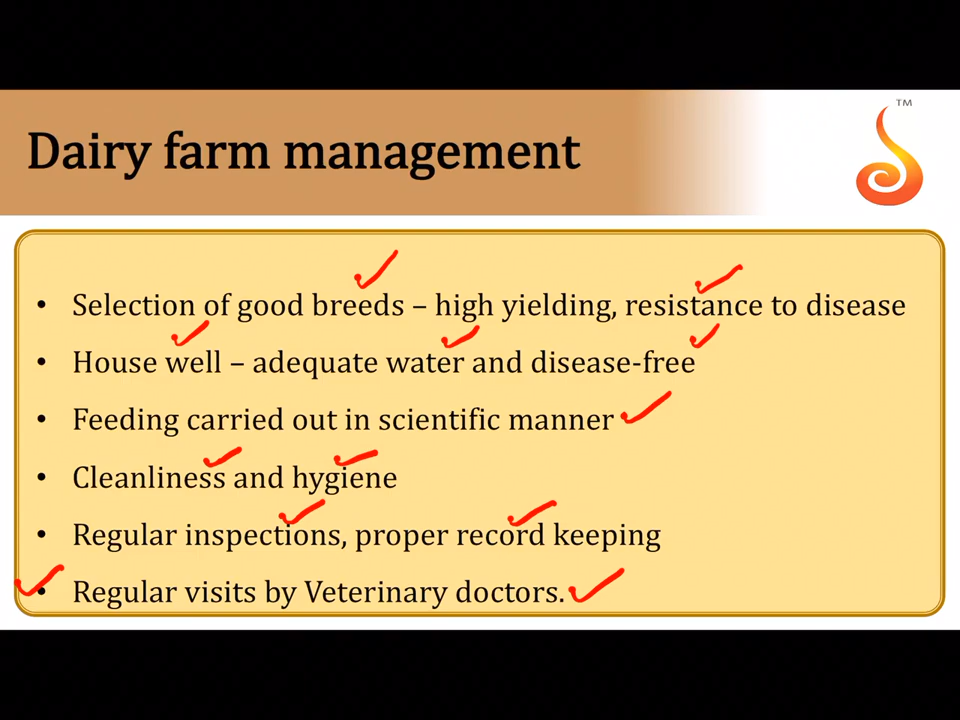 TM
Dairy farm management
• Selection of good breeds – high yielding, resistance to disease
• House well – adequate water and disease-free
• Feeding carried out in scientific manner
• Cleanliness and hygiene
• Regular inspections, proper record keeping
• Regular visits by Veterinary doctors.